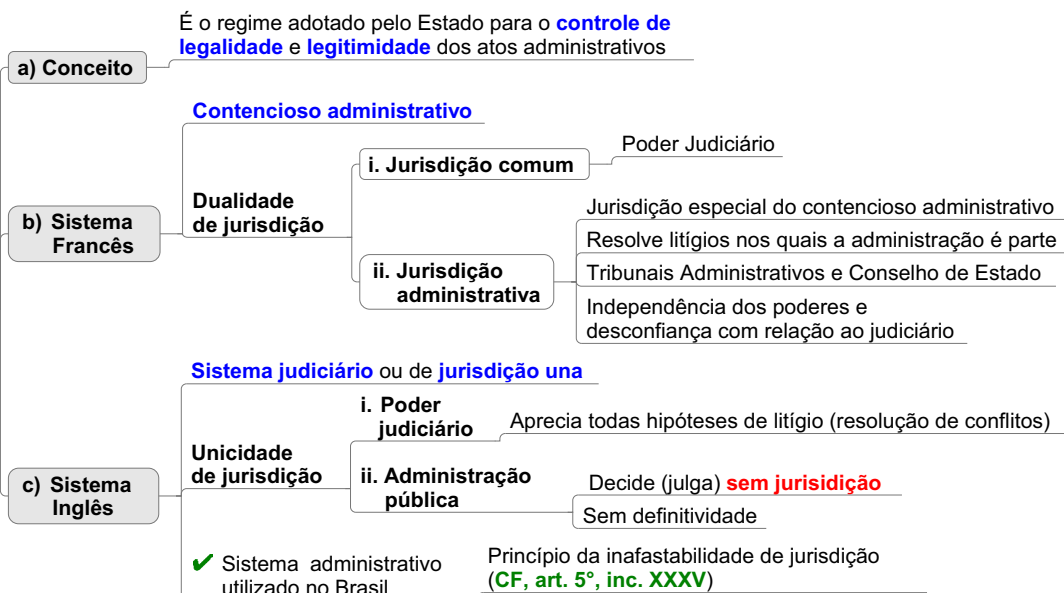 É o regime adotado pelo Estado para o controle de
legalidade e legitimidade dos atos administrativos
a) Conceito
Contencioso administrativo
b) Sistema
Francês
Dualidade
de jurisdição
i. Jurisdição comum
Poder Judiciário
ii. Jurisdição
administrativa
Jurisdição especial do contencioso administrativo
Resolve litígios nos quais a administração é parte
Tribunais Administrativos e Conselho de Estado
Independência dos poderes e
desconfiança com relação ao judiciário
c) Sistema
Inglês
Sistema judiciário ou de jurisdição una
Unicidade
de jurisdição
i. Poder
judiciário
Aprecia todas hipóteses de litígio (resolução de conflitos)
ii. Administração
pública
Decide (julga) sem jurisidição
Sem definitividade
✔ Sistema administrativo
utilizado no Brasil
Princípio da inafastabilidade de jurisdição
(CF, art. 5°, inc. XXXV)